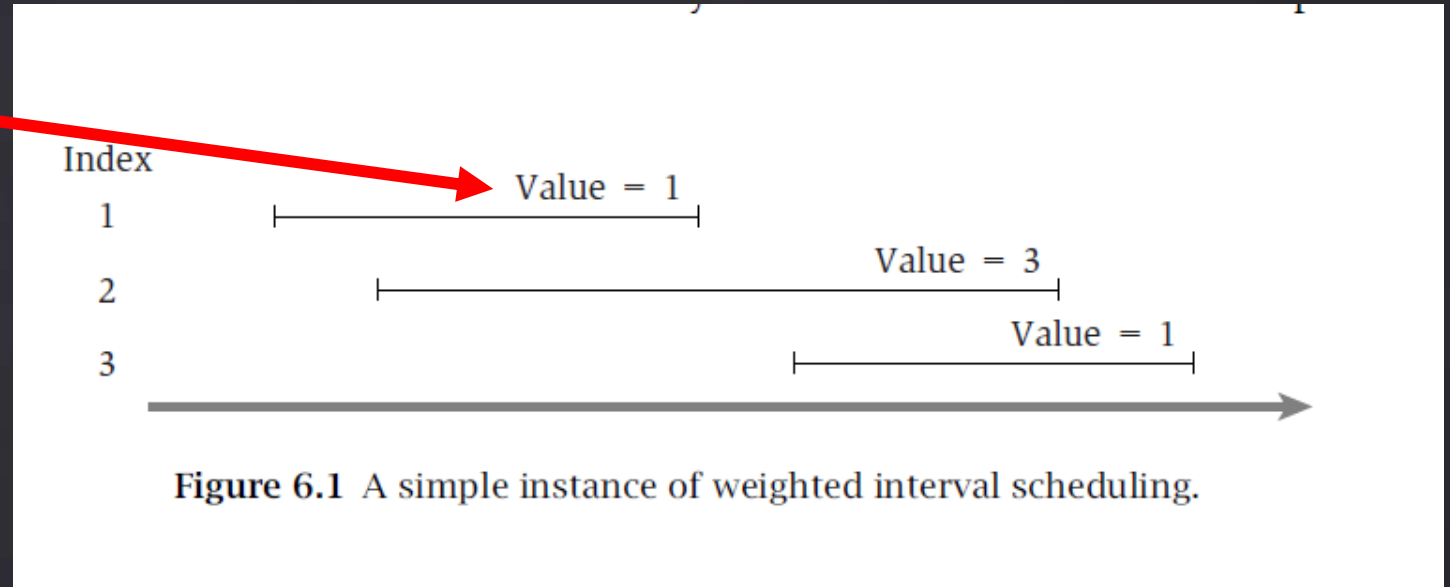 Index
Value = 1
1
Value = 3
2
Value = 1
3
Figure 6.1 A simple instance of weighted interval scheduling.